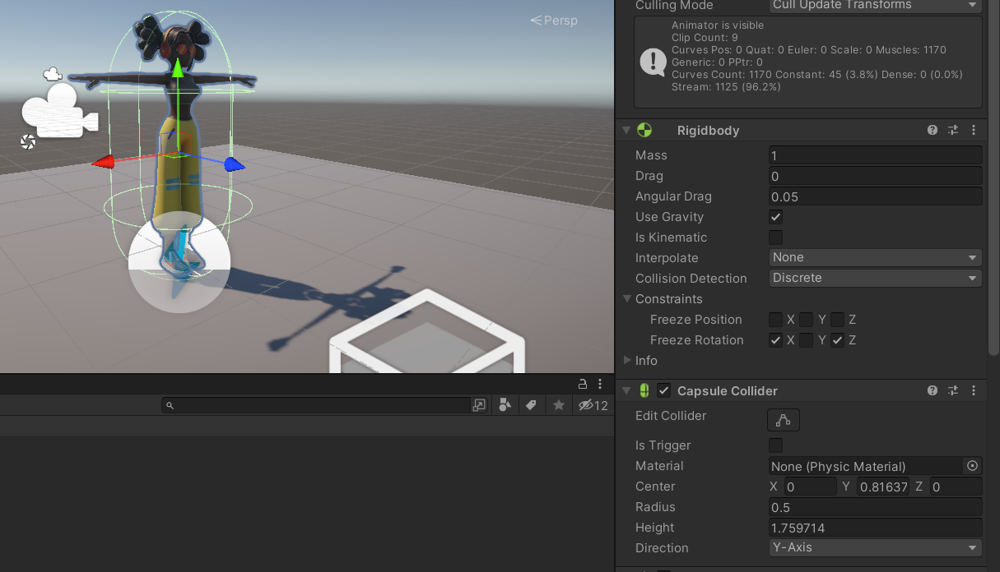 Persp
12
Culling Mode Cull Update Transforms
Animator is visible
Clip Count: 9
Curves Pos: 0 Quat: 0 Euler: 0 Scale: 0 Muscles: 1170
Generic: 0 PPtr: 0
Curves Count: 1170 Constant: 45 (3.8%) Dense: 0 (0.0%)
Stream: 1125 (96.2%)
Rigidbody
Mass 1
Drag 0
Angular Drag 0.05
Use Gravity
Is Kinematic
Interpolate None
Collision Detection Discrete
Constraints
Freeze Position X Y Z
Freeze Rotation X Y Z
Info
Capsule Collider
Edit Collider
Is Trigger
Material None (Physic Material)
Center X 0 Y 0.81637 Z 0
Radius 0.5
Height 1.759714
Direction Y-Axis